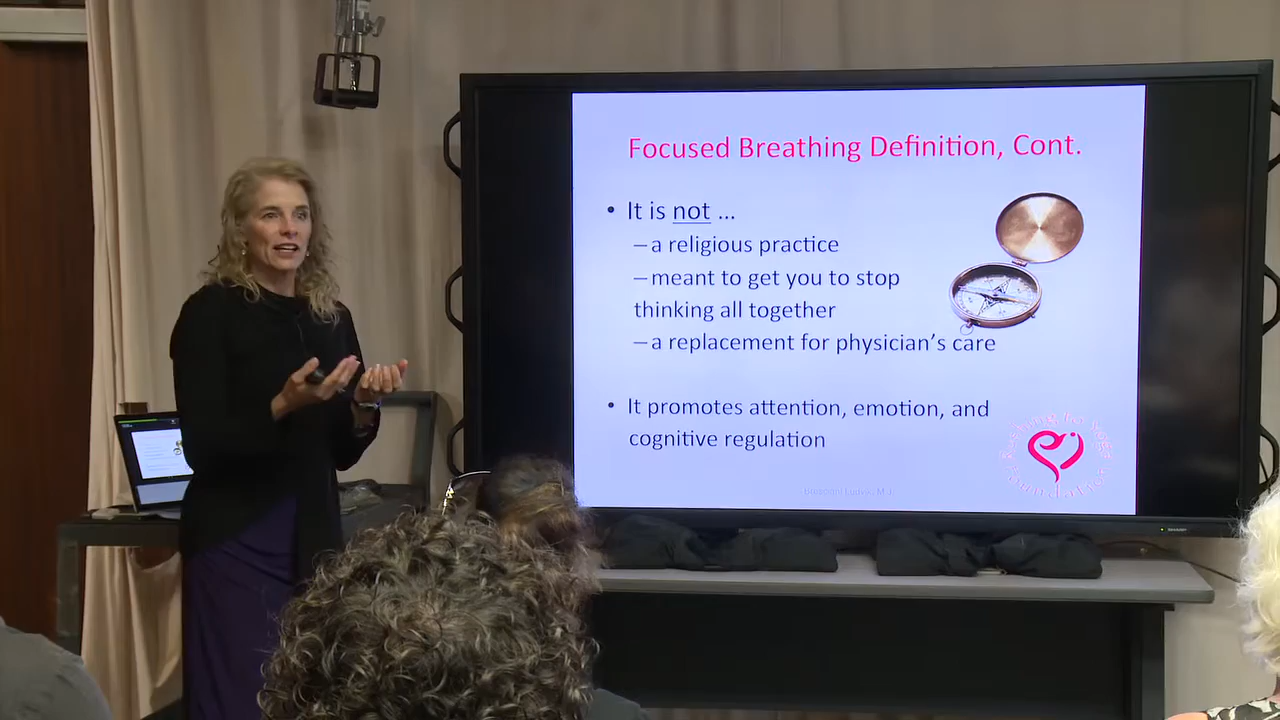 Focused Breathing Definition, Cont.
• It is not ...
–a religious practice
–meant to get you to stop
thinking all together
–a replacement for physician's care
• It promotes attention, emotion, and
cognitive regulation
SHARP